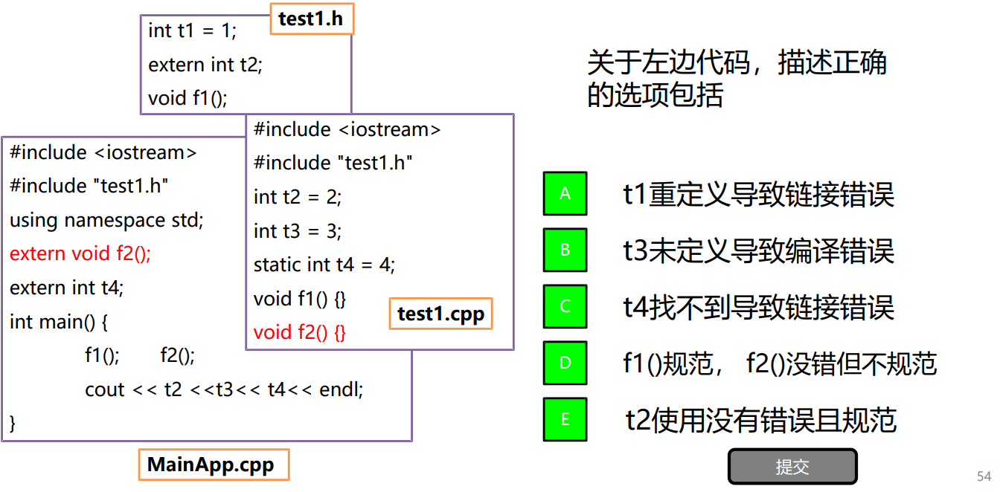 test1.h
int t1 = 1;
extern int t2;
void f1();
#include <iostream>
#include "test1.h"
int t2 = 2;
int t3 = 3;
static int t4 = 4;
void f1() {}
void f2() {}
test1.cpp
#include <iostream>
#include "test1.h"
using namespace std;
extern void f2();
extern int t4;
int main() {
f1(); f2();
cout << t2 <<t3<< t4<< endl;
}
MainApp.cpp
关于左边代码，描述正确
的选项包括
A t1重定义导致链接错误
B t3未定义导致编译错误
C t4找不到导致链接错误
D f1()规范， f2()没错但不规范
E t2使用没有错误且规范
提交
54